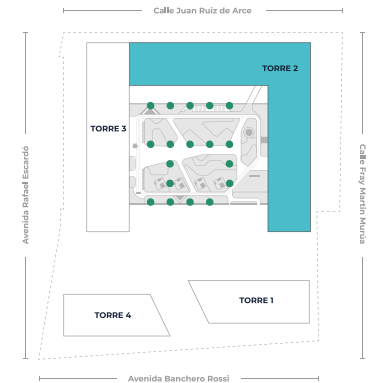 Calle Juan Ruiz de Arce
TORRE 2
TORRE 3
Avenida Rafael Escardó
Calle Fray Martin Murúa
TORRE 1
TORRE 4
Avenida Banchero Rossi